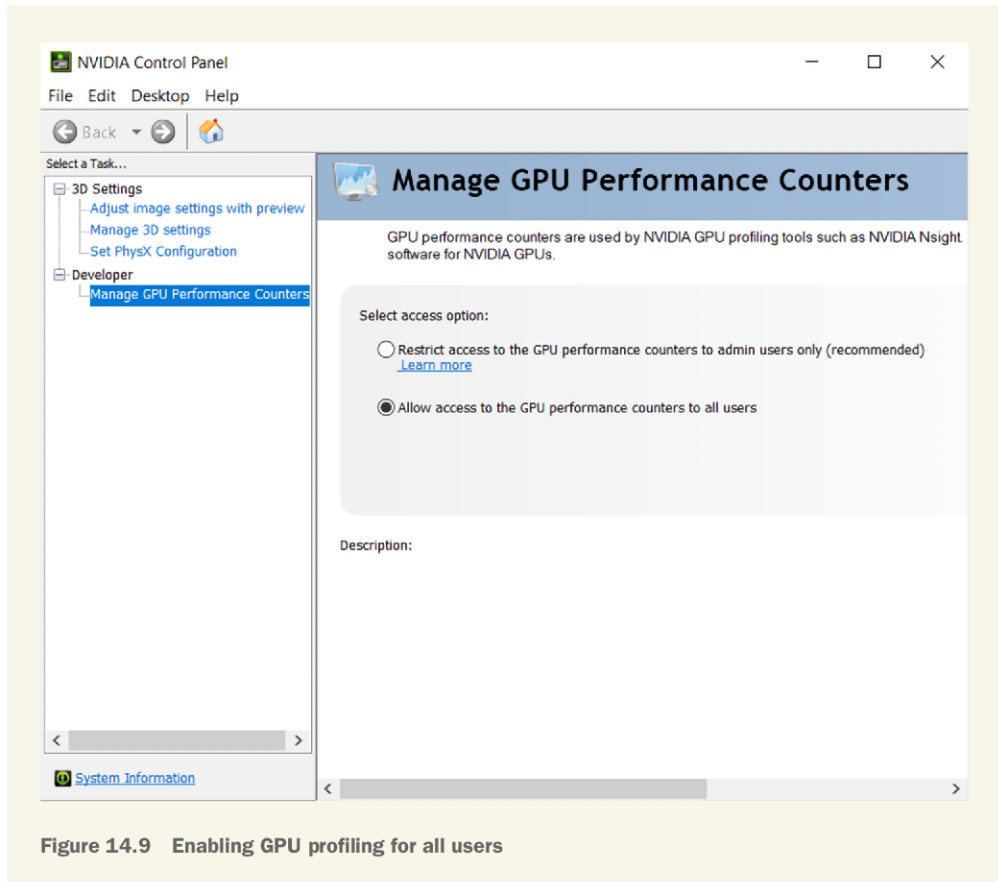 NVIDIA Control Panel
File Edit Desktop Help
Back
Select a Task...
3D Settings
Adjust image settings with preview
Manage 3D settings
Set PhysX Configuration
Developer
Manage GPU Performance Counters
Manage GPU Performance Counters
GPU performance counters are used by NVIDIA GPU profiling tools such as NVIDIA Nsight
software for NVIDIA GPUs.
Select access option:
Restrict access to the GPU performance counters to admin users only (recommended)
Learn more
Allow access to the GPU performance counters to all users
Description:
System Information
Figure 14.9 Enabling GPU profiling for all users